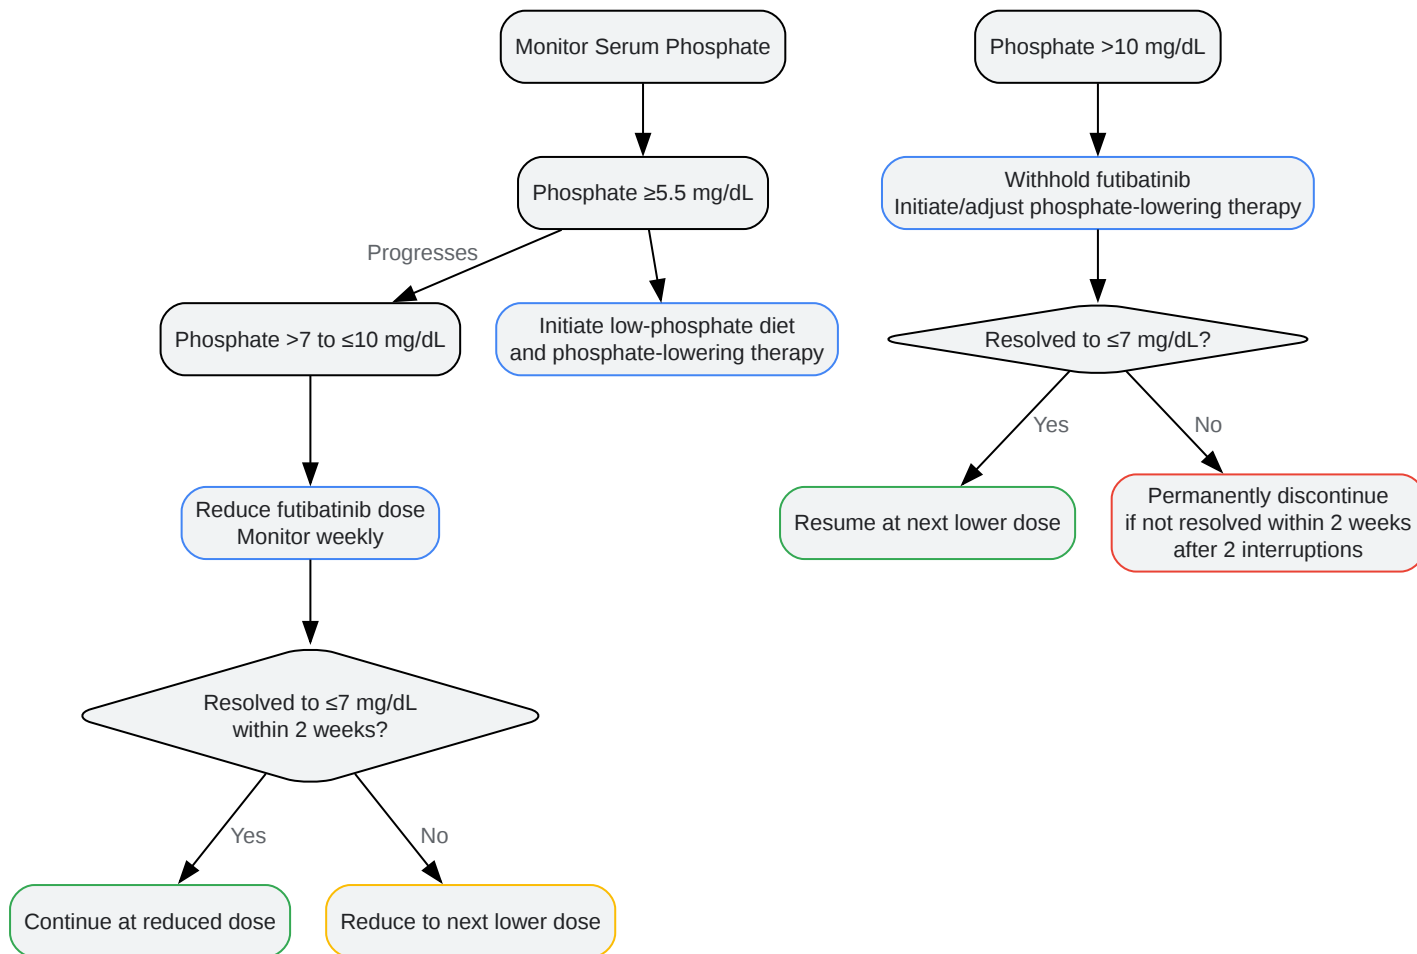 Monitor Serum Phosphate
Phosphate ≥5.5 mg/dL
Progresses
Phosphate >7 to ≤10 mg/dL
Initiate low-phosphate diet
and phosphate-lowering therapy
Reduce futibatinib dose
Monitor weekly
Resolved to ≤7 mg/dL
within 2 weeks?
Yes
No
Continue at reduced dose
Reduce to next lower dose
Phosphate >10 mg/dL
Withhold futibatinib
Initiate/adjust phosphate-lowering therapy
Resolved to ≤7 mg/dL?
Yes
No
Resume at next lower dose
Permanently discontinue
if not resolved within 2 weeks
after 2 interruptions